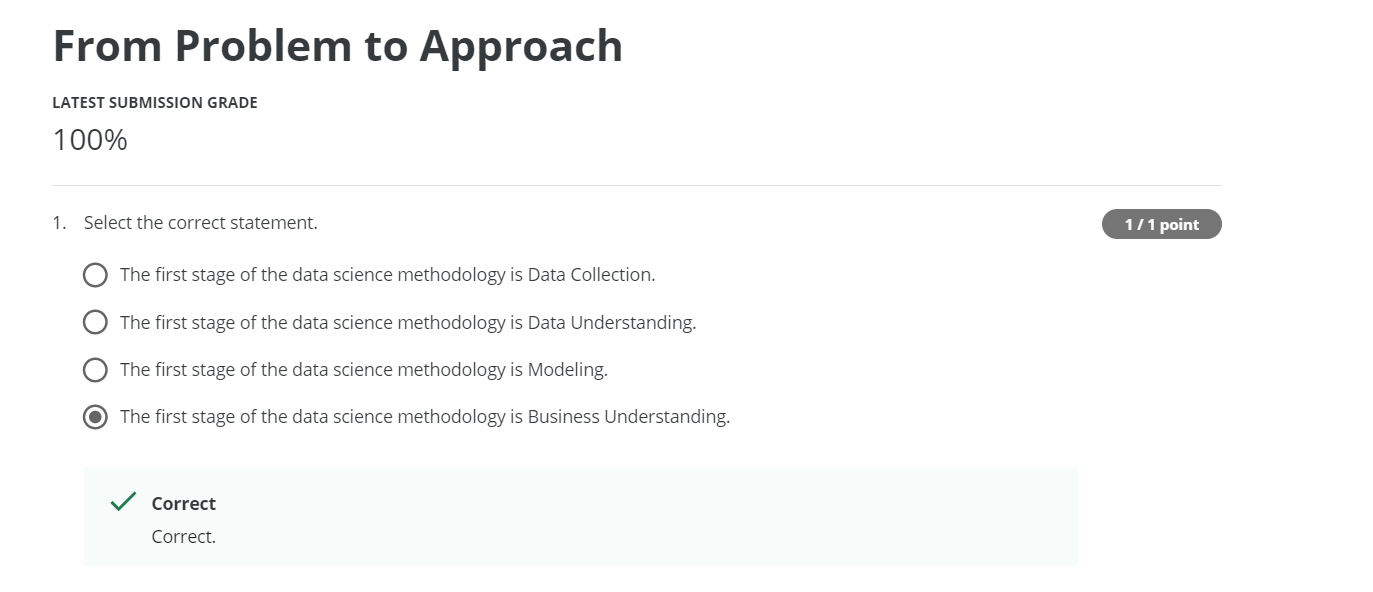 From Problem to Approach
LATEST SUBMISSION GRADE
100%
1. Select the correct statement.
1 / 1 point
The first stage of the data science methodology is Data Collection.
The first stage of the data science methodology is Data Understanding.
The first stage of the data science methodology is Modeling.
The first stage of the data science methodology is Business Understanding.
Correct
Correct.